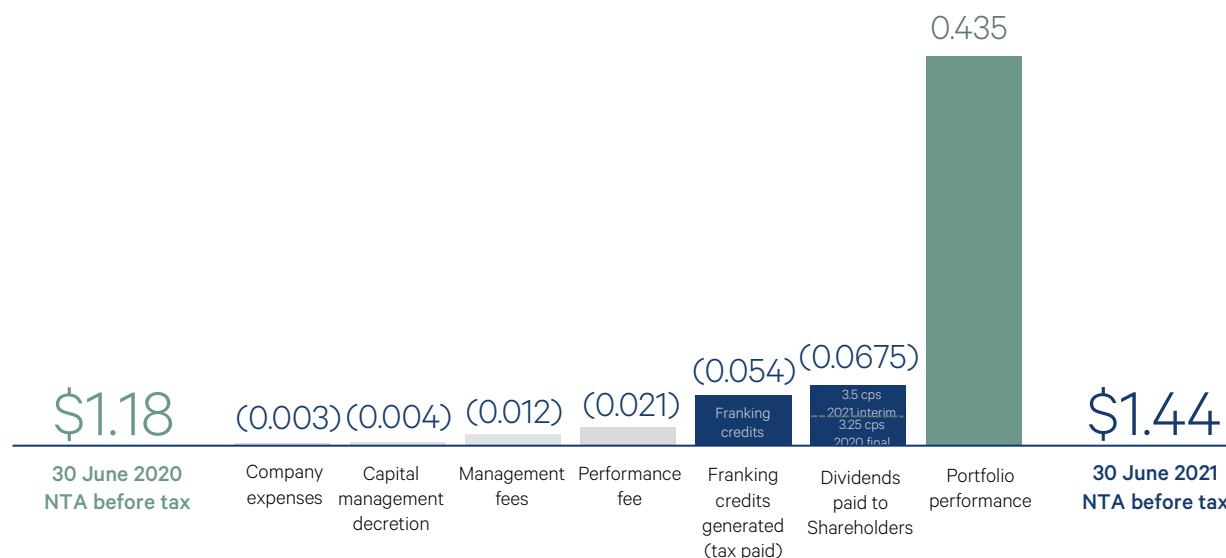 0.435
(0.0675)
(0.054)
(0.021)
(0.012)
(0.004)
(0.003)
$1.18
$1.44
Franking
credits
3.5 cps
2021 interim
3.25 cps
2020 final
30 June 2020
NTA before tax
Company
expenses
Capital
management
decretion
Management
fees
Performance
fee
Franking
credits
generated
(tax paid)
Dividends
paid to
Shareholders
Portfolio
performance
30 June 2021
NTA before tax